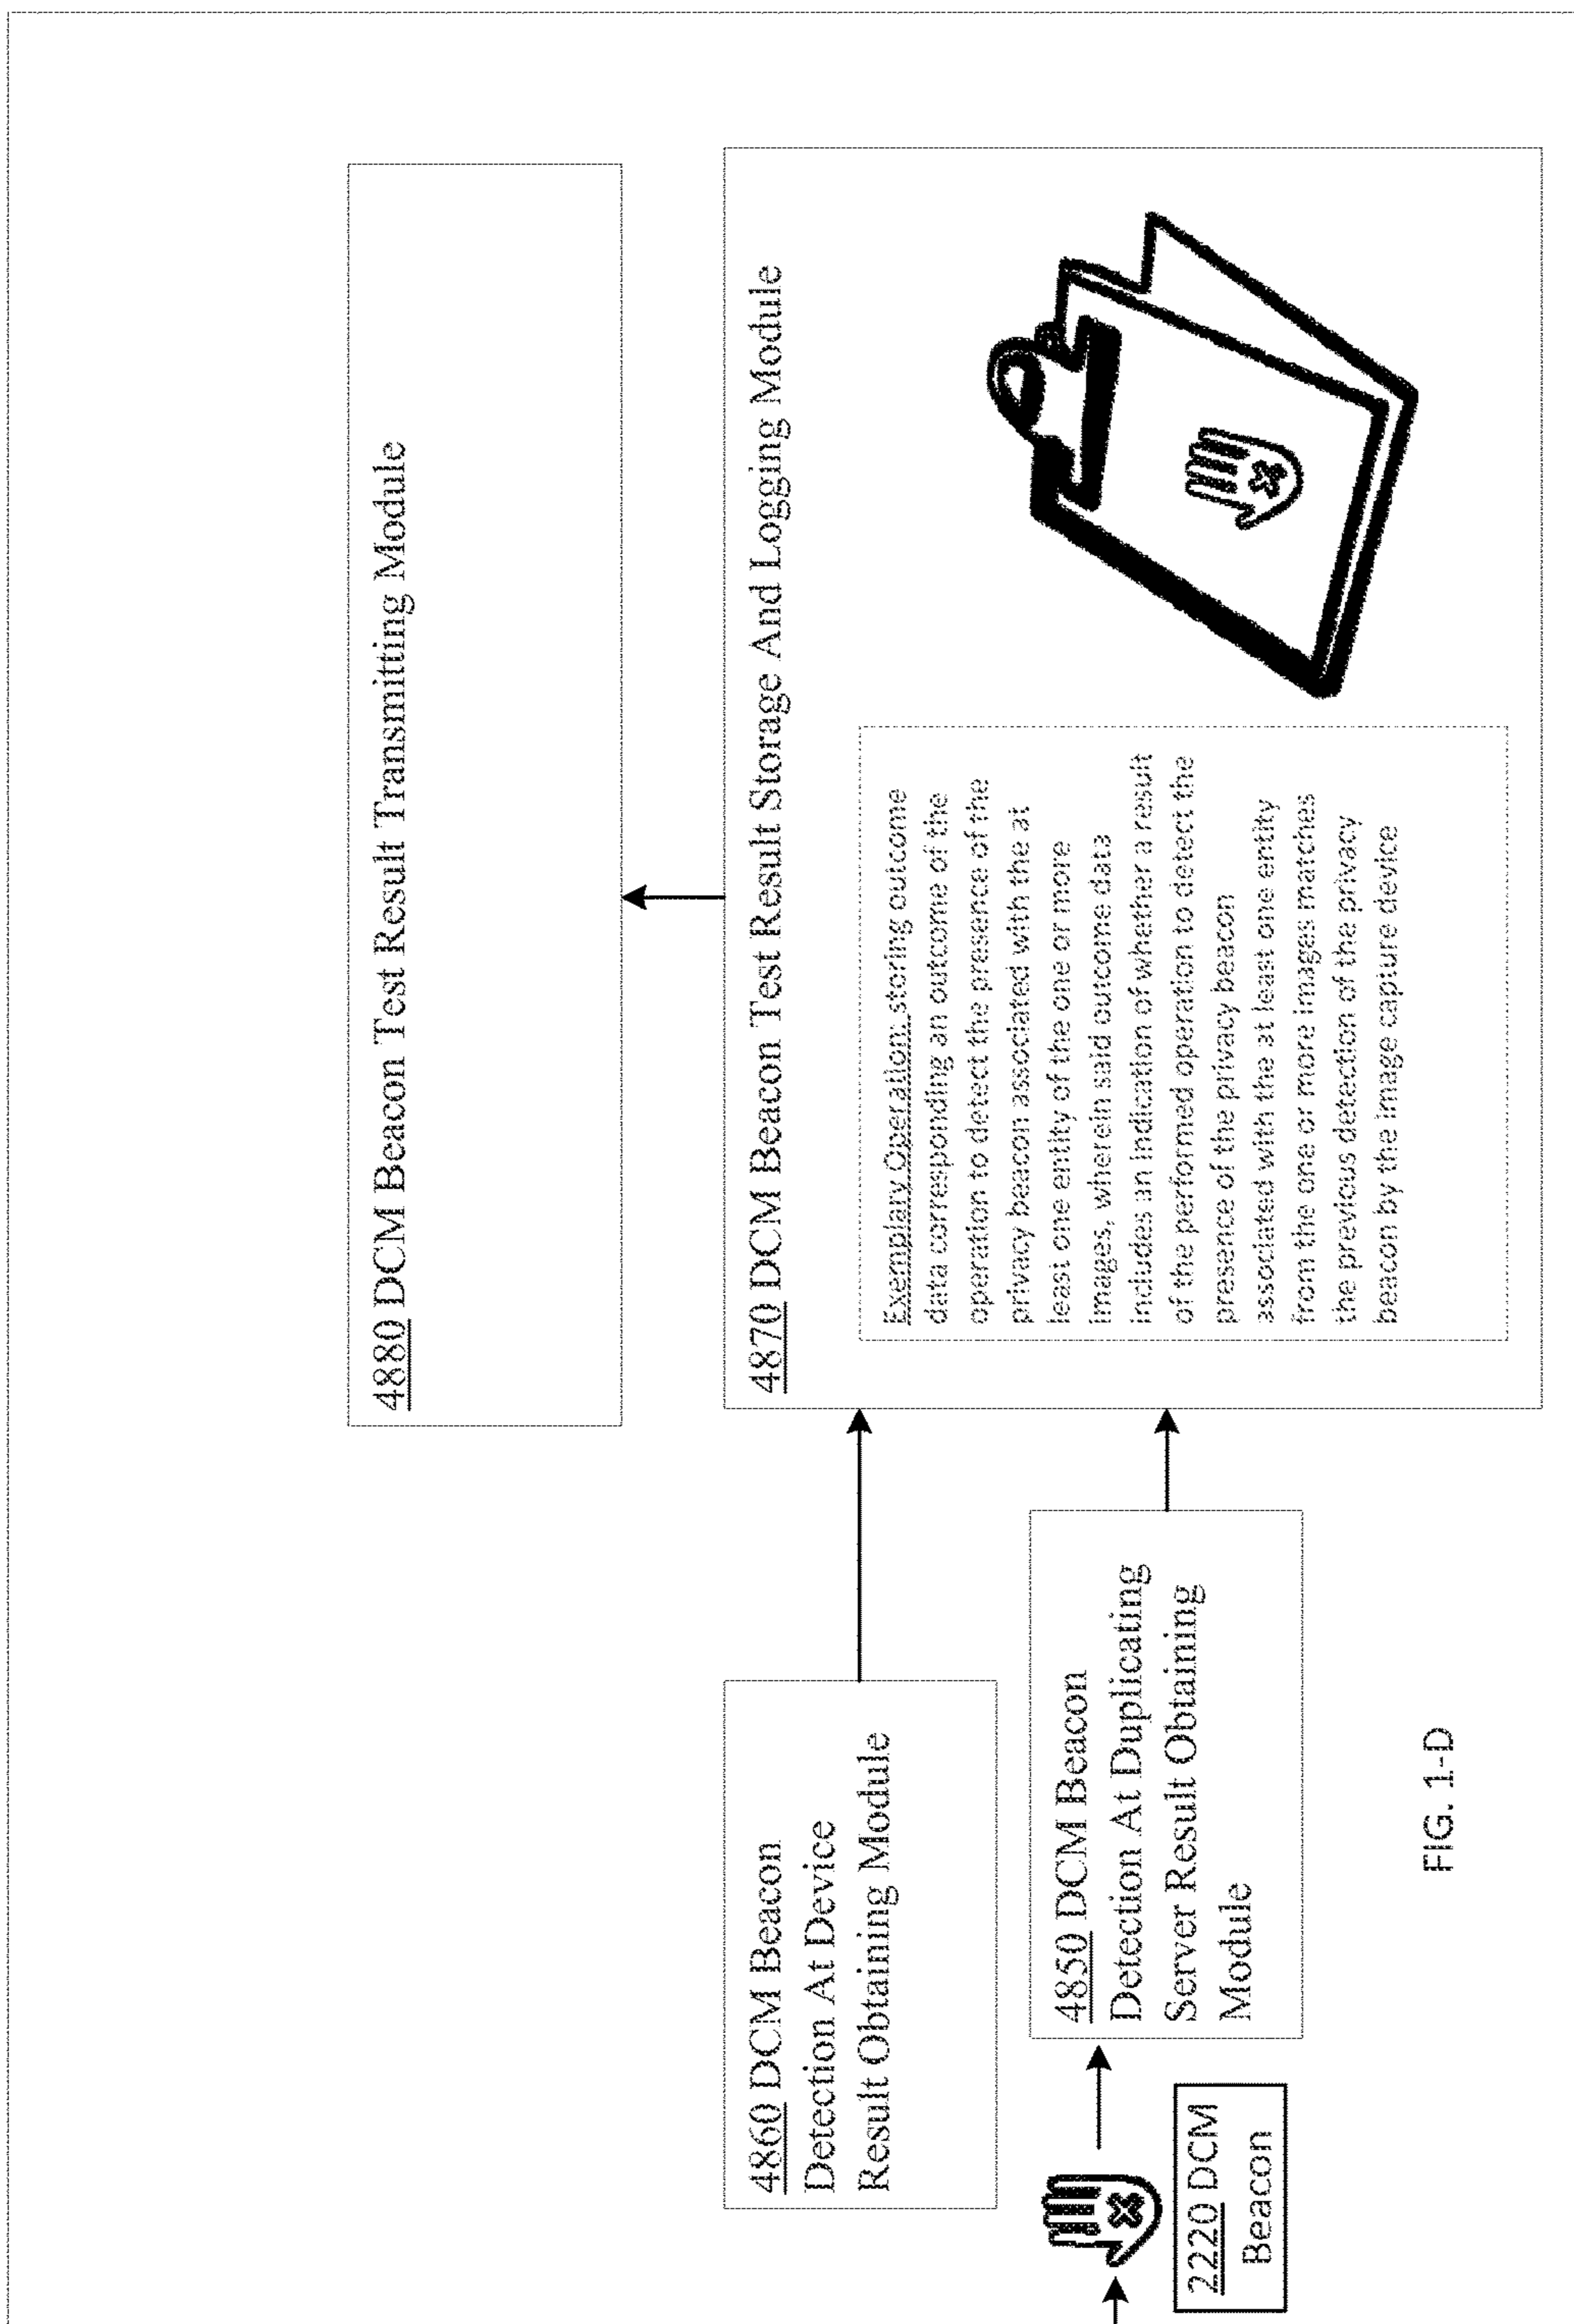 4880 DCM Beacon Test Result Transmitting Module
4870 DCM Beacon Test Result Storage And Logging Module
Exemplary Operation: storing outcome
data corresponding an outcome of the
operation to detect the presence of the
privacy beacon associated with the at
least one entity of the one or more
images, wherein said outcome data
includes an indication of whether a result
of the performed operation to detect the
presence of the privacy beacon
associated with the at least one entity
from the one or more images matches
the previous detection of the privacy
beacon by the image capture device
4860 DCM Beacon
Detection At Device
Result Obtaining Module
4850 DCM Beacon
Detection At Duplicating
Server Result Obtaining
Module
2220 DCM
Beacon
FIG. 1-D